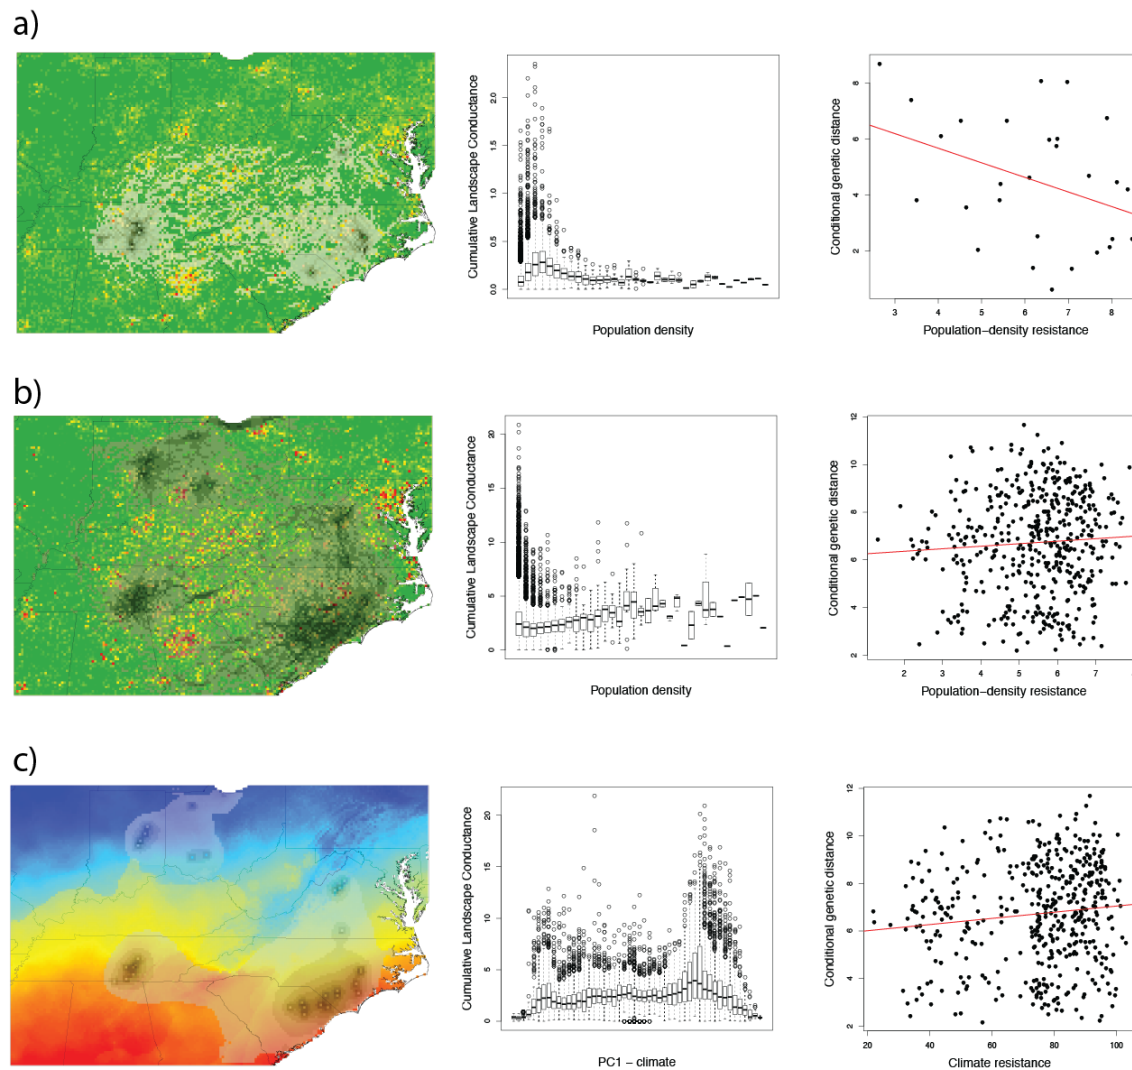 a)
Cumulative Landscape Conductance
0.0 0.5 1.0 1.5 2.0
Population density
Conditional genetic distance
2 4 6 8
3 4 5 6 7 8
Population−density resistance
b)
Cumulative Landscape Conductance
0 5 10 15 20
Population density
Conditional genetic distance
2 4 6 8 10 12
2 3 4 5 6 7
Population−density resistance
c)
Cumulative Landscape Conductance
0 5 10 15 20
PC1 − climate
Conditional genetic distance
2 4 6 8 10 12
20 40 60 80 100
Climate resistance